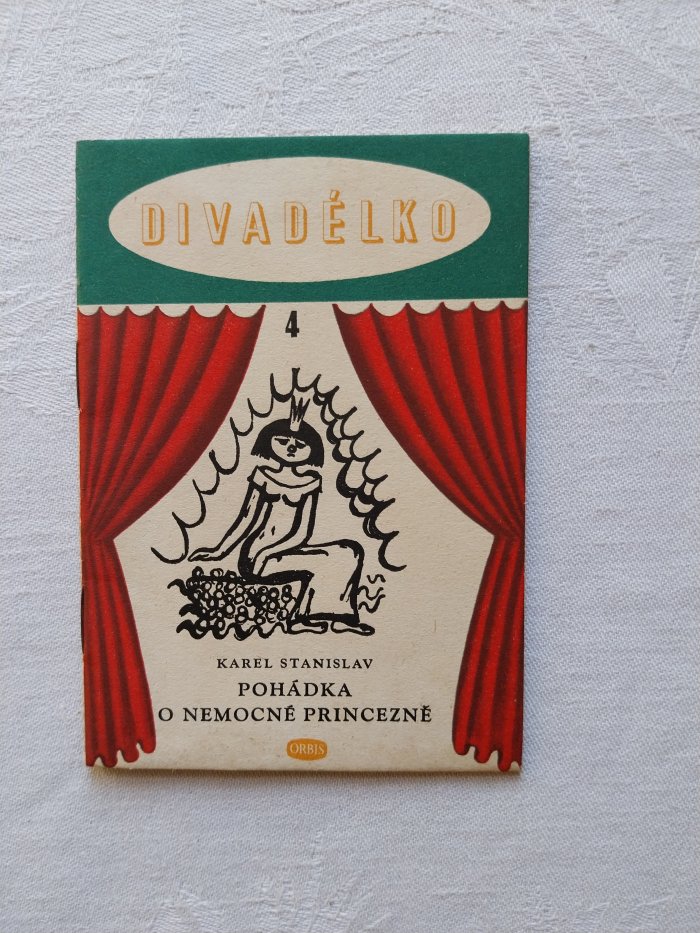 DIVADÉLKO
4
KAREL STANISLAV
POHÁDKA
O NEMOCNÉ PRINCEZNĚ
ORBIS